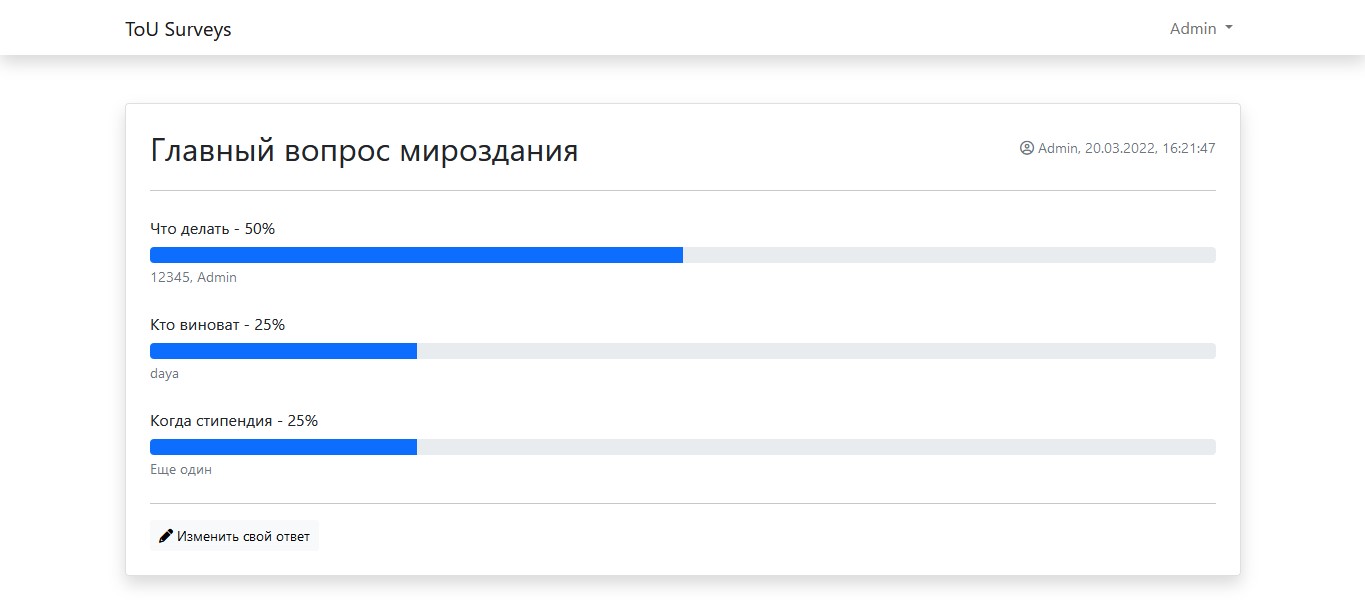 ToU Surveys
Admin
Главный вопрос мироздания
Admin, 20.03.2022, 16:21:47
Что делать - 50%
12345, Admin
Кто виноват - 25%
daya
Когда стипендия - 25%
Еще один
Изменить свой ответ